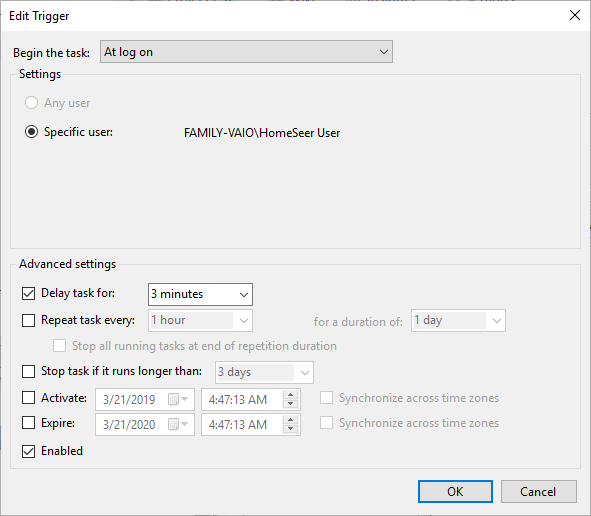 Edit Trigger
Begin the task: At log on
Settings
Any user
Specific user: FAMILY-VAIO\HomeSeer User
Advanced settings
Delay task for: 3 minutes
Repeat task every: 1 hour for a duration of: 1 day
Stop all running tasks at end of repetition duration
Stop task if it runs longer than: 3 days
Activate: 3/21/2019 4:47:13 AM Synchronize across time zones
Expire: 3/21/2020 4:47:13 AM Synchronize across time zones
Enabled
OK Cancel